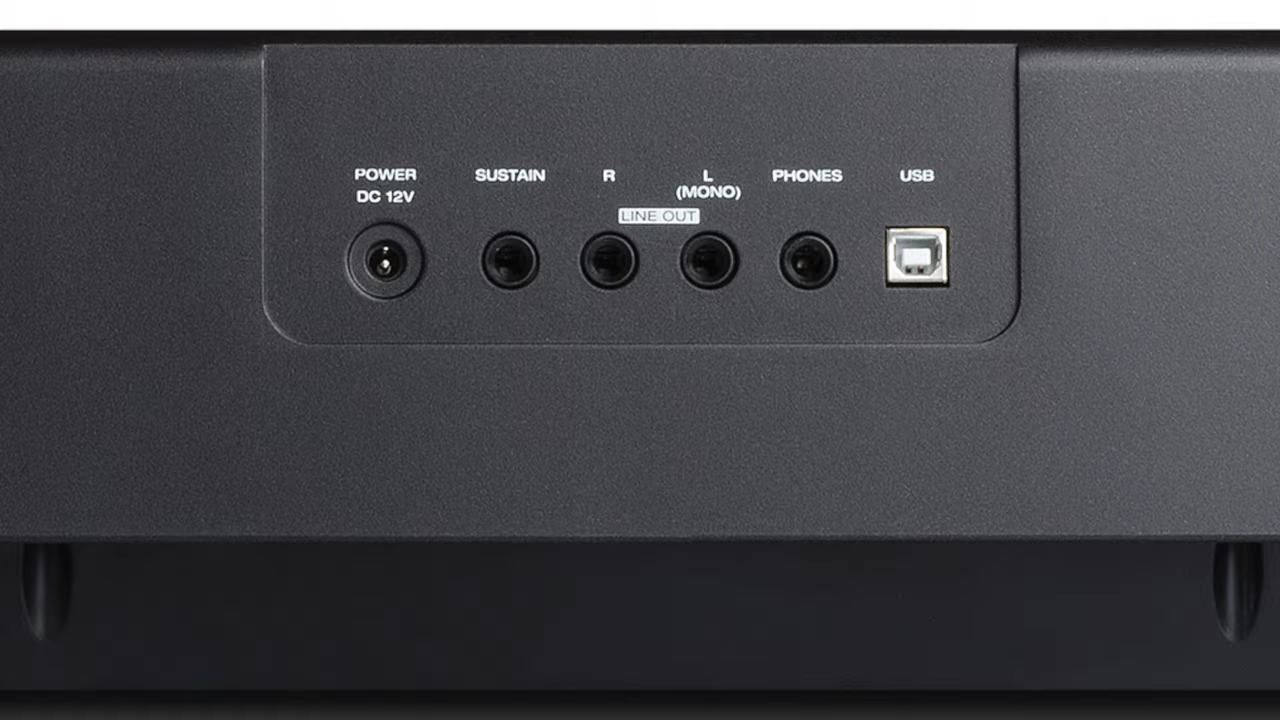 POWER
DC 12V
SUSTAIN
R
L
(MONO)
LINE OUT
PHONES
USB